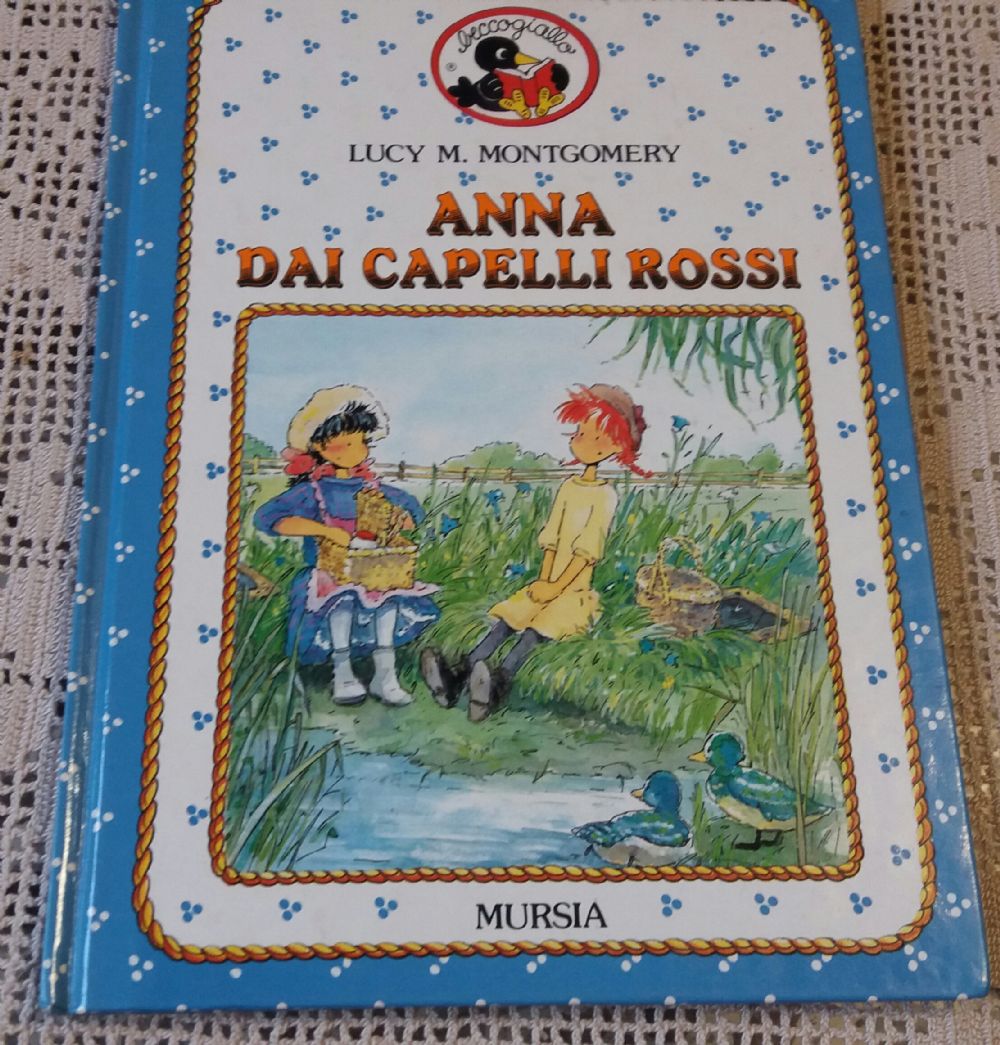 beccogiallo
®
LUCY M. MONTGOMERY
ANNA
DAI CAPELLI ROSSI
MURSIA